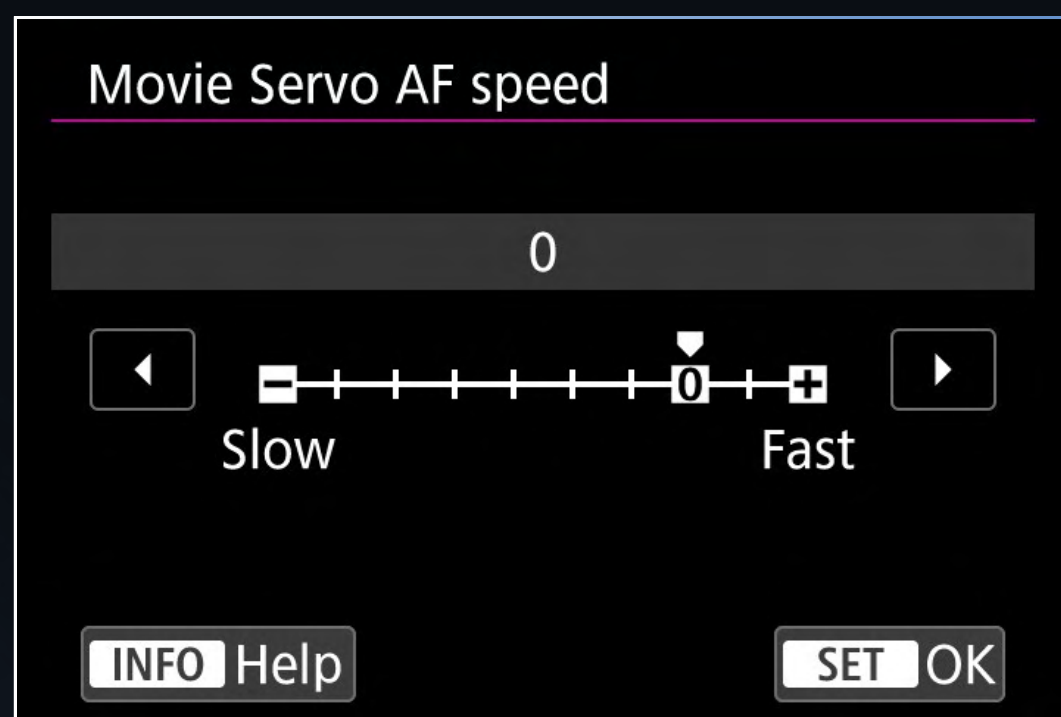 Movie Servo AF speed
0
0
Slow Fast
INFO Help SET OK